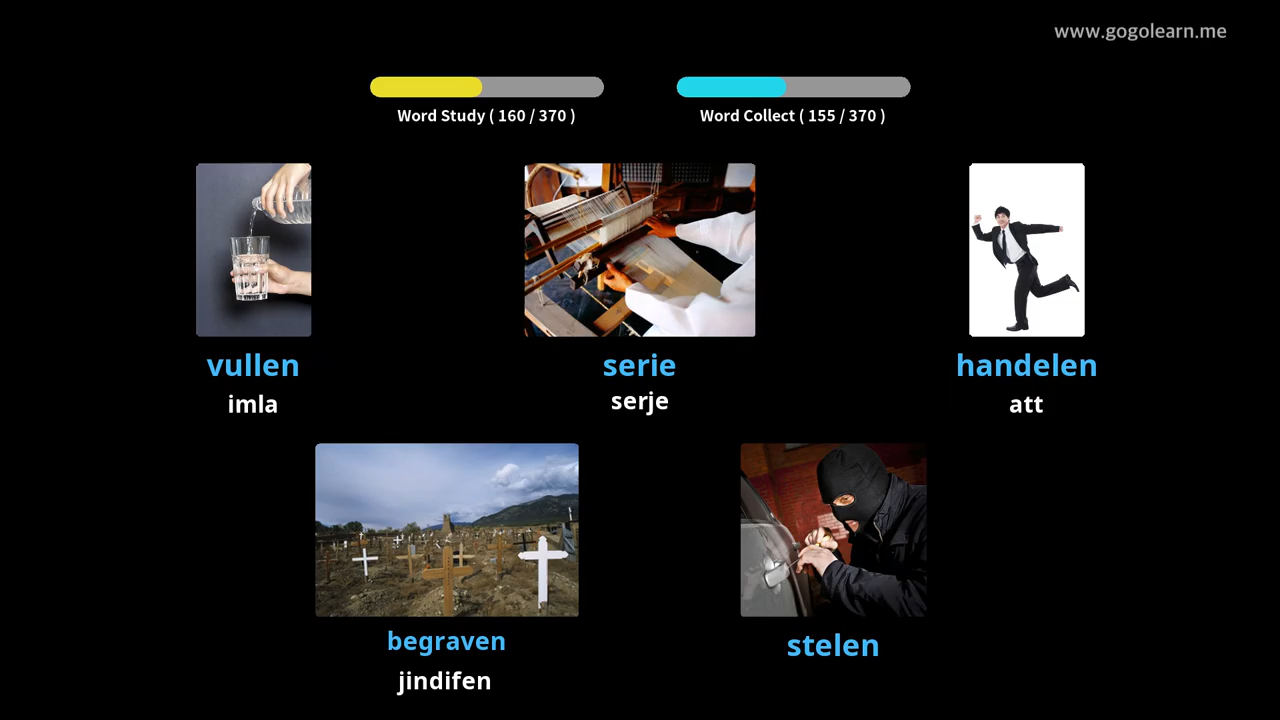 www.gogolearn.me
Word Study ( 160 / 370 )
Word Collect ( 155 / 370 )
vullen
imla
serie
serje
handelen
att
begraven
jindifen
stelen